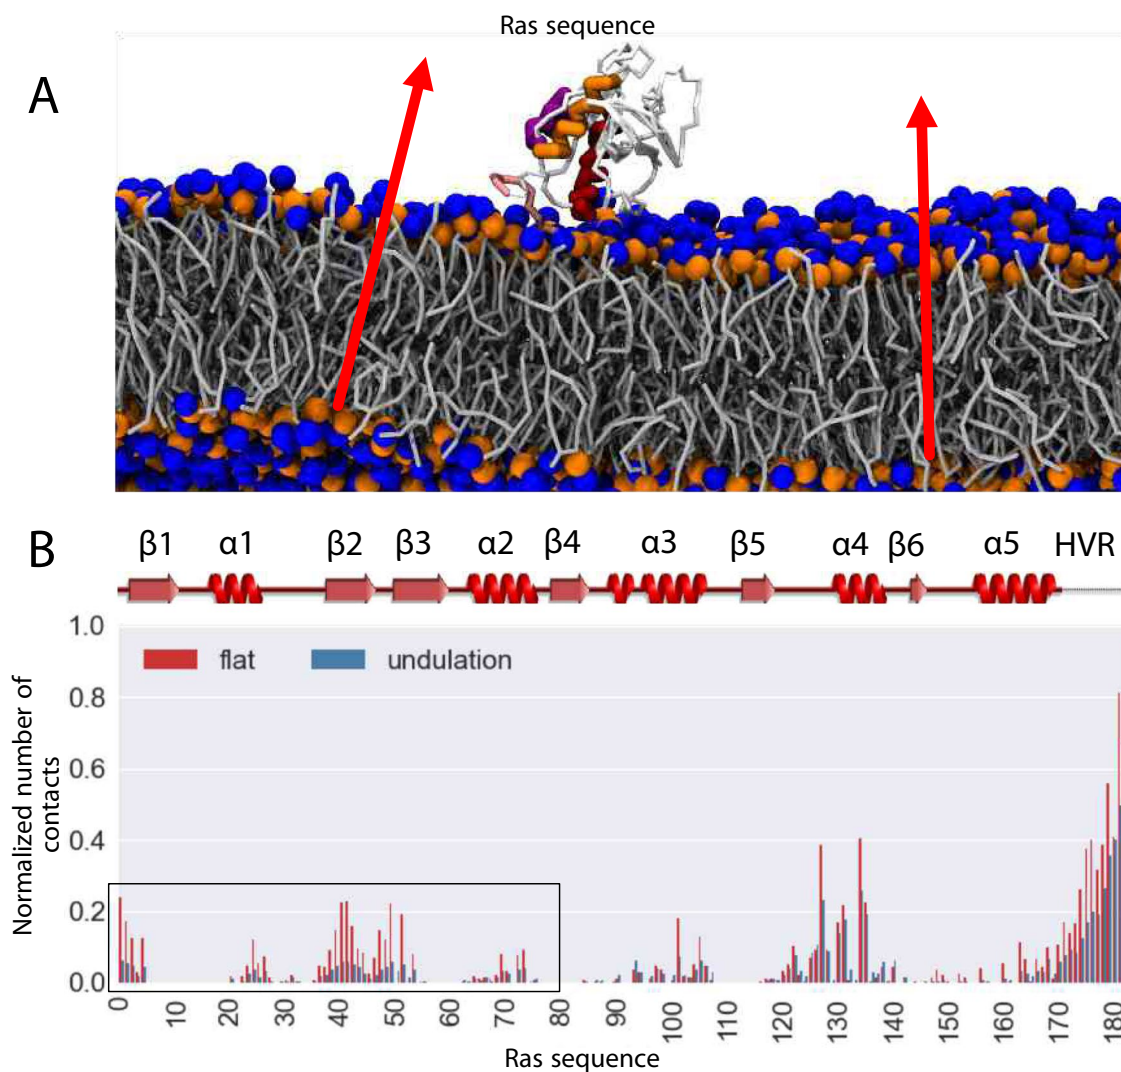 Ras sequence
A
B
β1 α1 β2 β3 α2 β4 α3 β5 α4 β6 α5 HVR
1.0
flat undulation
0.8
0.6
0.4
0.2
0.0
Normalized number of
contacts
0 10 20 30 40 50 60 70 80 90 100 110 120 130 140 150 160 170 180
Ras sequence